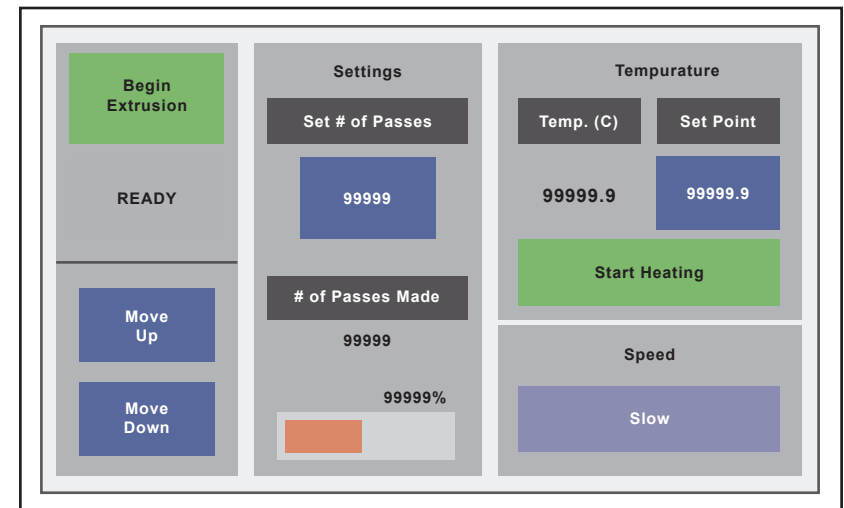 Begin
Extrusion
READY
Move
Up
Move
Down
Settings
Set # of Passes
99999
# of Passes Made
99999
99999%
Tempurature
Temp. (C)
Set Point
99999.9
99999.9
Start Heating
Speed
Slow